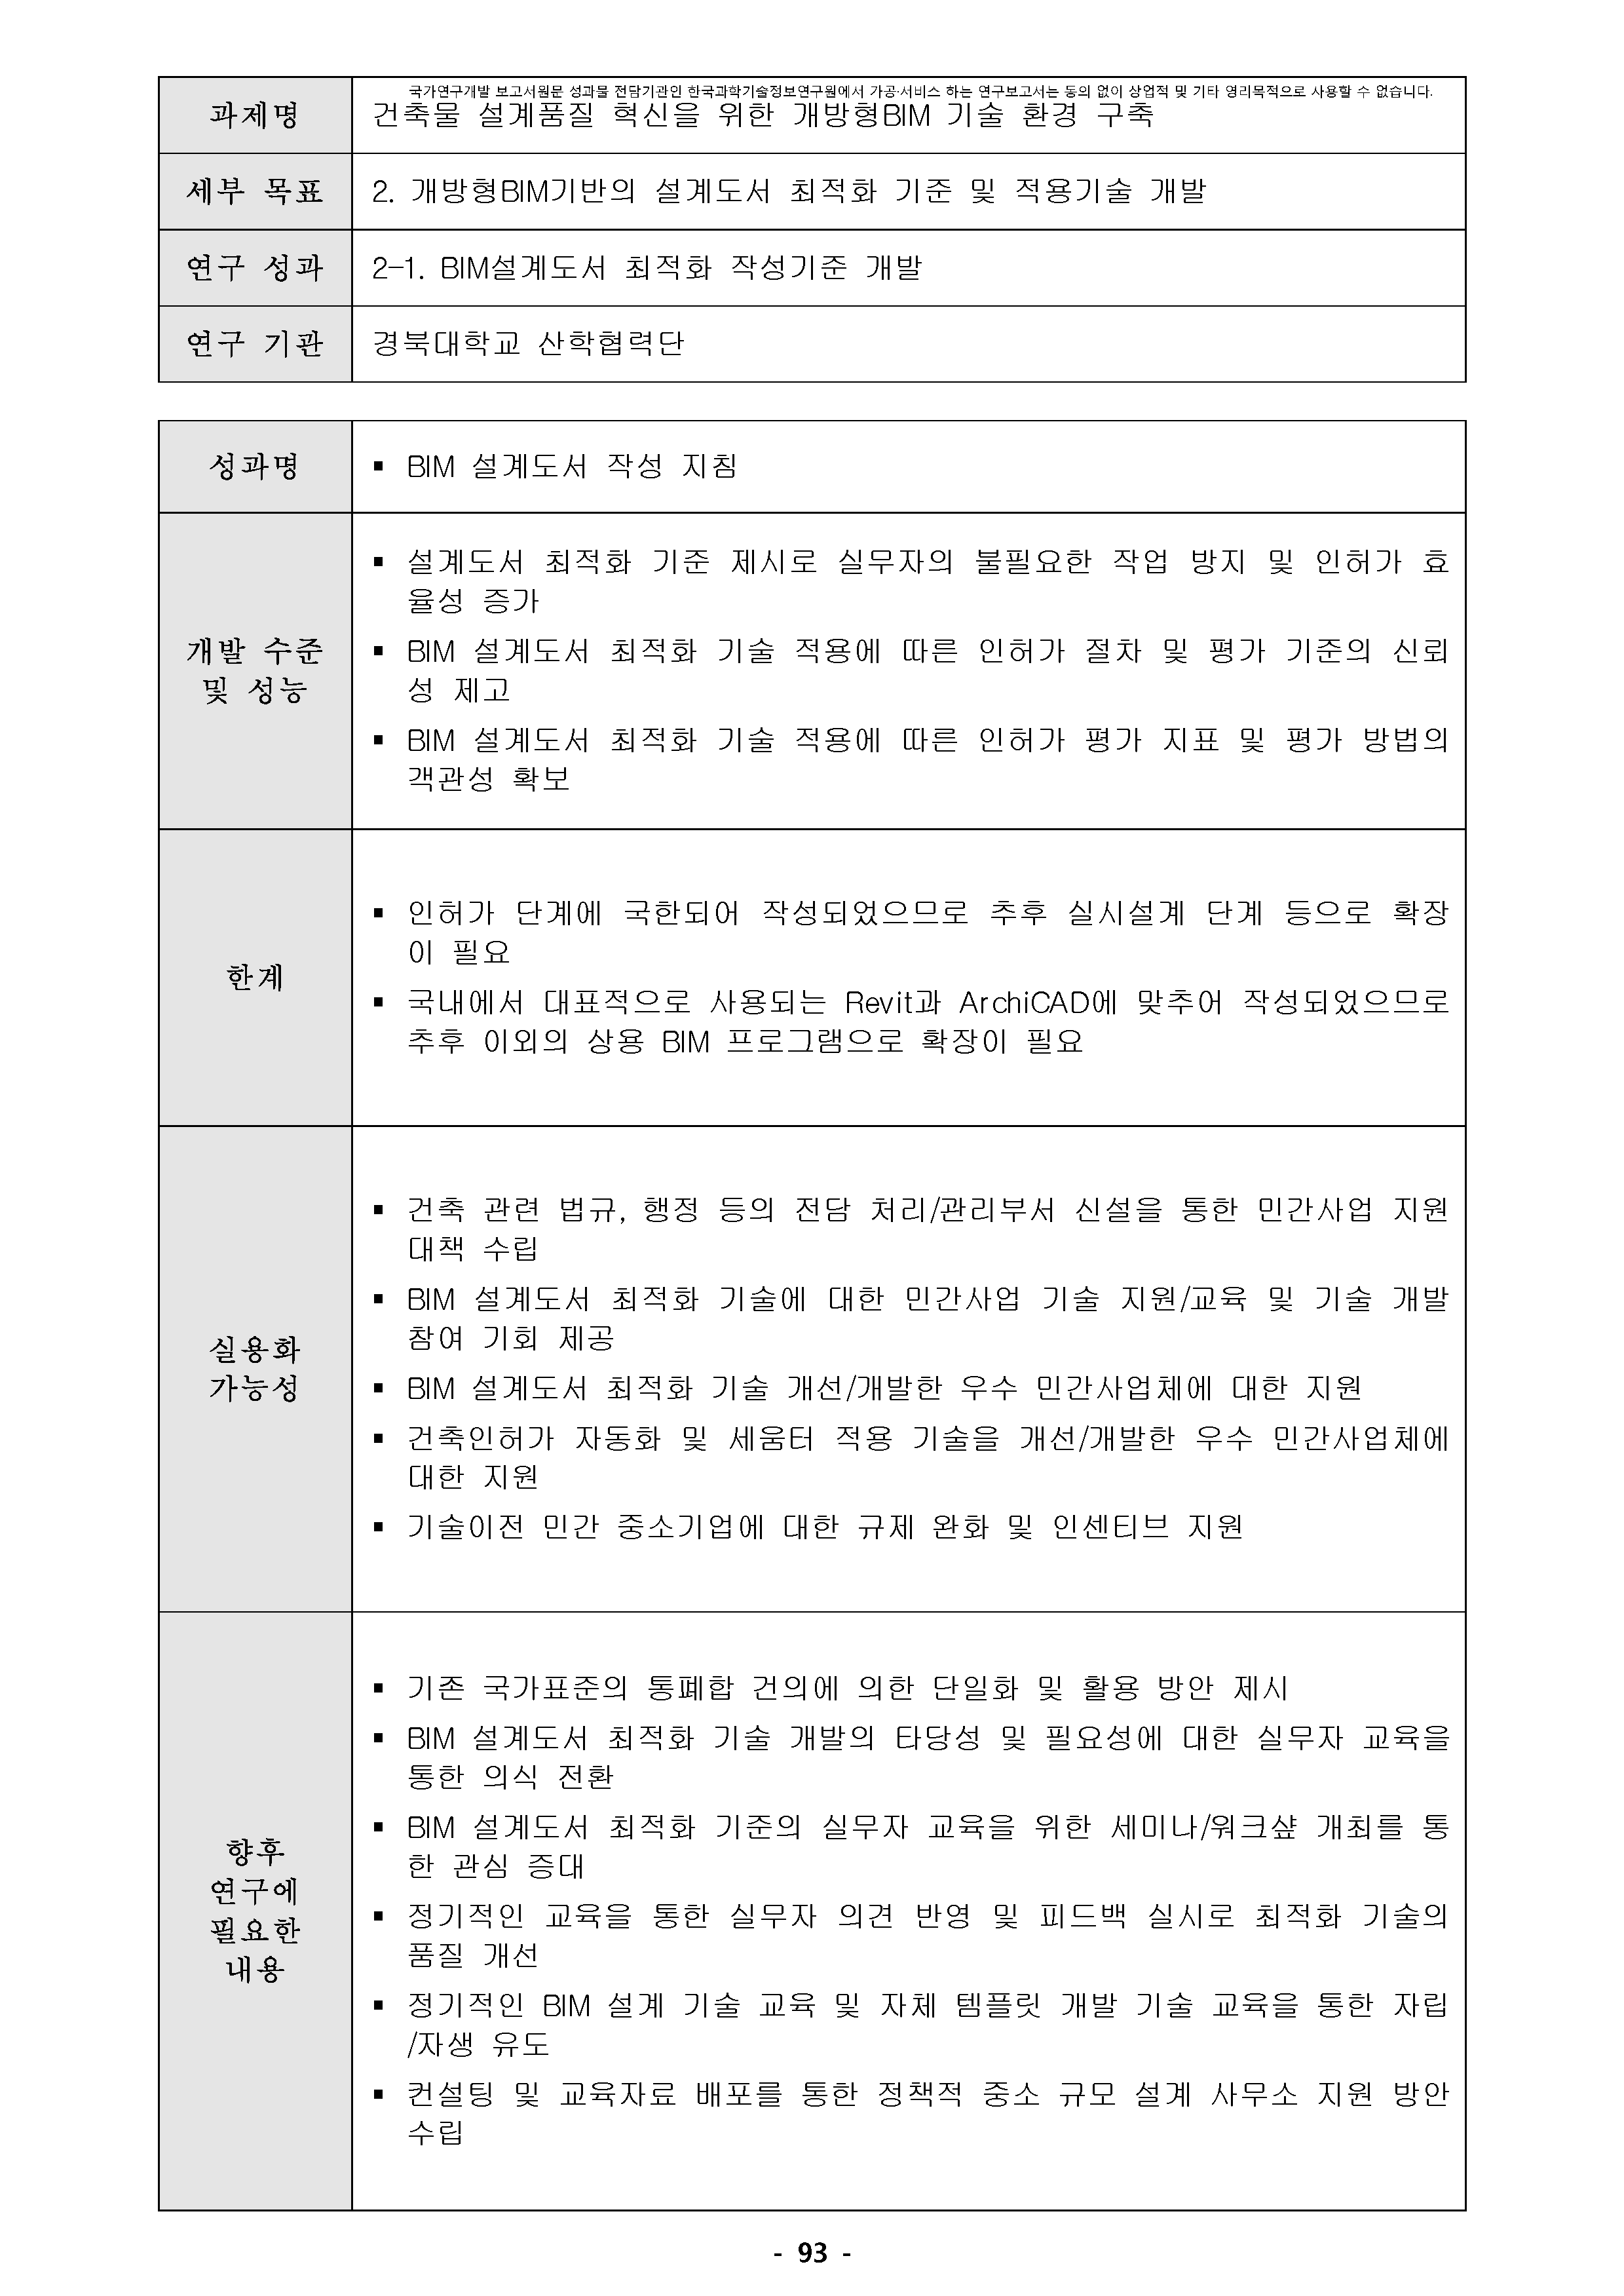 국가연구개발 보고서원문 성과물 전담기관인 한국과학기술정보연구원에서 가공·서비스 하는 연구보고서는 동의 없이 상업적 및 기타 영리목적으로 사용할 수 없습니다.
과제명 건축물 설계품질 혁신을 위한 개방형BIM 기술 환경 구축
세부 목표 2. 개방형BIM기반의 설계도서 최적화 기준 및 적용기술 개발
연구 성과 2-1. BIM설계도서 최적화 작성기준 개발
연구 기관 경북대학교 산학협력단
성과명 ▪ BIM 설계도서 작성 지침
개발 수준
및 성능
▪ 설계도서 최적화 기준 제시로 실무자의 불필요한 작업 방지 및 인허가 효
율성 증가
▪ BIM 설계도서 최적화 기술 적용에 따른 인허가 절차 및 평가 기준의 신뢰
성 제고
▪ BIM 설계도서 최적화 기술 적용에 따른 인허가 평가 지표 및 평가 방법의
객관성 확보
한계
▪ 인허가 단계에 국한되어 작성되었으므로 추후 실시설계 단계 등으로 확장
이 필요
▪ 국내에서 대표적으로 사용되는 Revit과 ArchiCAD에 맞추어 작성되었으므로
추후 이외의 상용 BIM 프로그램으로 확장이 필요
실용화
가능성
▪ 건축 관련 법규, 행정 등의 전담 처리/관리부서 신설을 통한 민간사업 지원
대책 수립
▪ BIM 설계도서 최적화 기술에 대한 민간사업 기술 지원/교육 및 기술 개발
참여 기회 제공
▪ BIM 설계도서 최적화 기술 개선/개발한 우수 민간사업체에 대한 지원
▪ 건축인허가 자동화 및 세움터 적용 기술을 개선/개발한 우수 민간사업체에
대한 지원
▪ 기술이전 민간 중소기업에 대한 규제 완화 및 인센티브 지원
향후
연구에
필요한
내용
▪ 기존 국가표준의 통폐합 건의에 의한 단일화 및 활용 방안 제시
▪ BIM 설계도서 최적화 기술 개발의 타당성 및 필요성에 대한 실무자 교육을
통한 의식 전환
▪ BIM 설계도서 최적화 기준의 실무자 교육을 위한 세미나/워크샾 개최를 통
한 관심 증대
▪ 정기적인 교육을 통한 실무자 의견 반영 및 피드백 실시로 최적화 기술의
품질 개선
▪ 정기적인 BIM 설계 기술 교육 및 자체 템플릿 개발 기술 교육을 통한 자립
/자생 유도
▪ 컨설팅 및 교육자료 배포를 통한 정책적 중소 규모 설계 사무소 지원 방안
수립
- 93 -